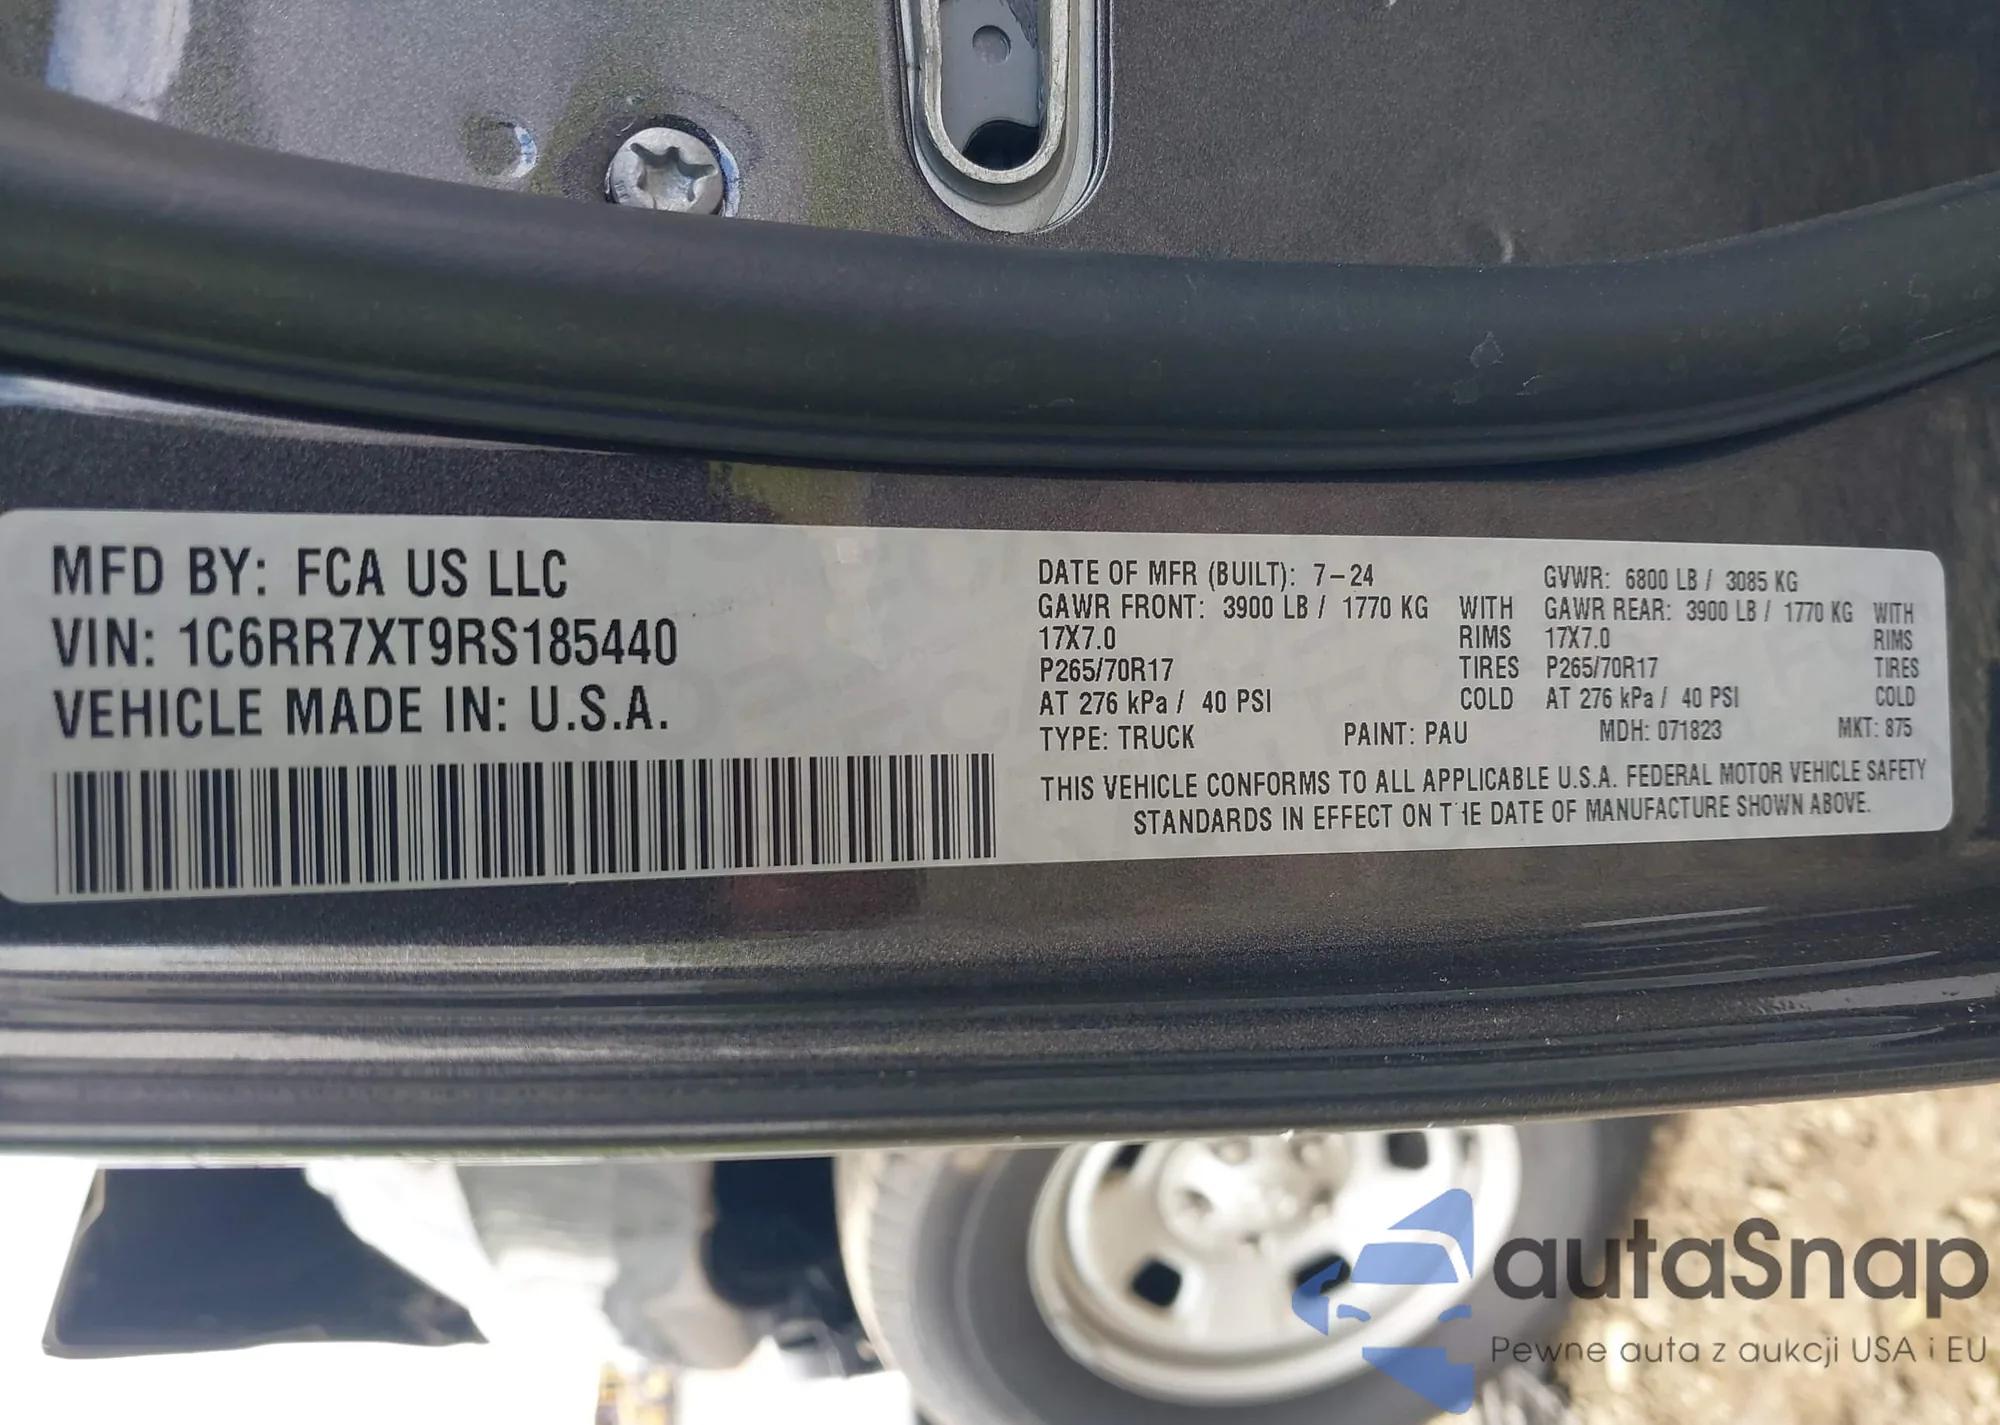 MFD BY: FCA US LLC
VIN: 1C6RR7XT9RS185440
VEHICLE MADE IN: U.S.A.
DATE OF MFR (BUILT): 7-24 GVWR: 6800 LB / 3085 KG
GAWR FRONT: 3900 LB / 1770 KG WITH GAWR REAR: 3900 LB / 1770 KG WITH
17X7.0 RIMS 17X7.0 RIMS
P265/70R17 TIRES P265/70R17 TIRES
AT 276 kPa / 40 PSI COLD AT 276 kPa / 40 PSI COLD
TYPE: TRUCK PAINT: PAU MDH: 071823 MKT: 875
THIS VEHICLE CONFORMS TO ALL APPLICABLE U.S.A. FEDERAL MOTOR VEHICLE SAFETY
STANDARDS IN EFFECT ON THE DATE OF MANUFACTURE SHOWN ABOVE.
autaSnap
Pewne auta z aukcji USA i EU